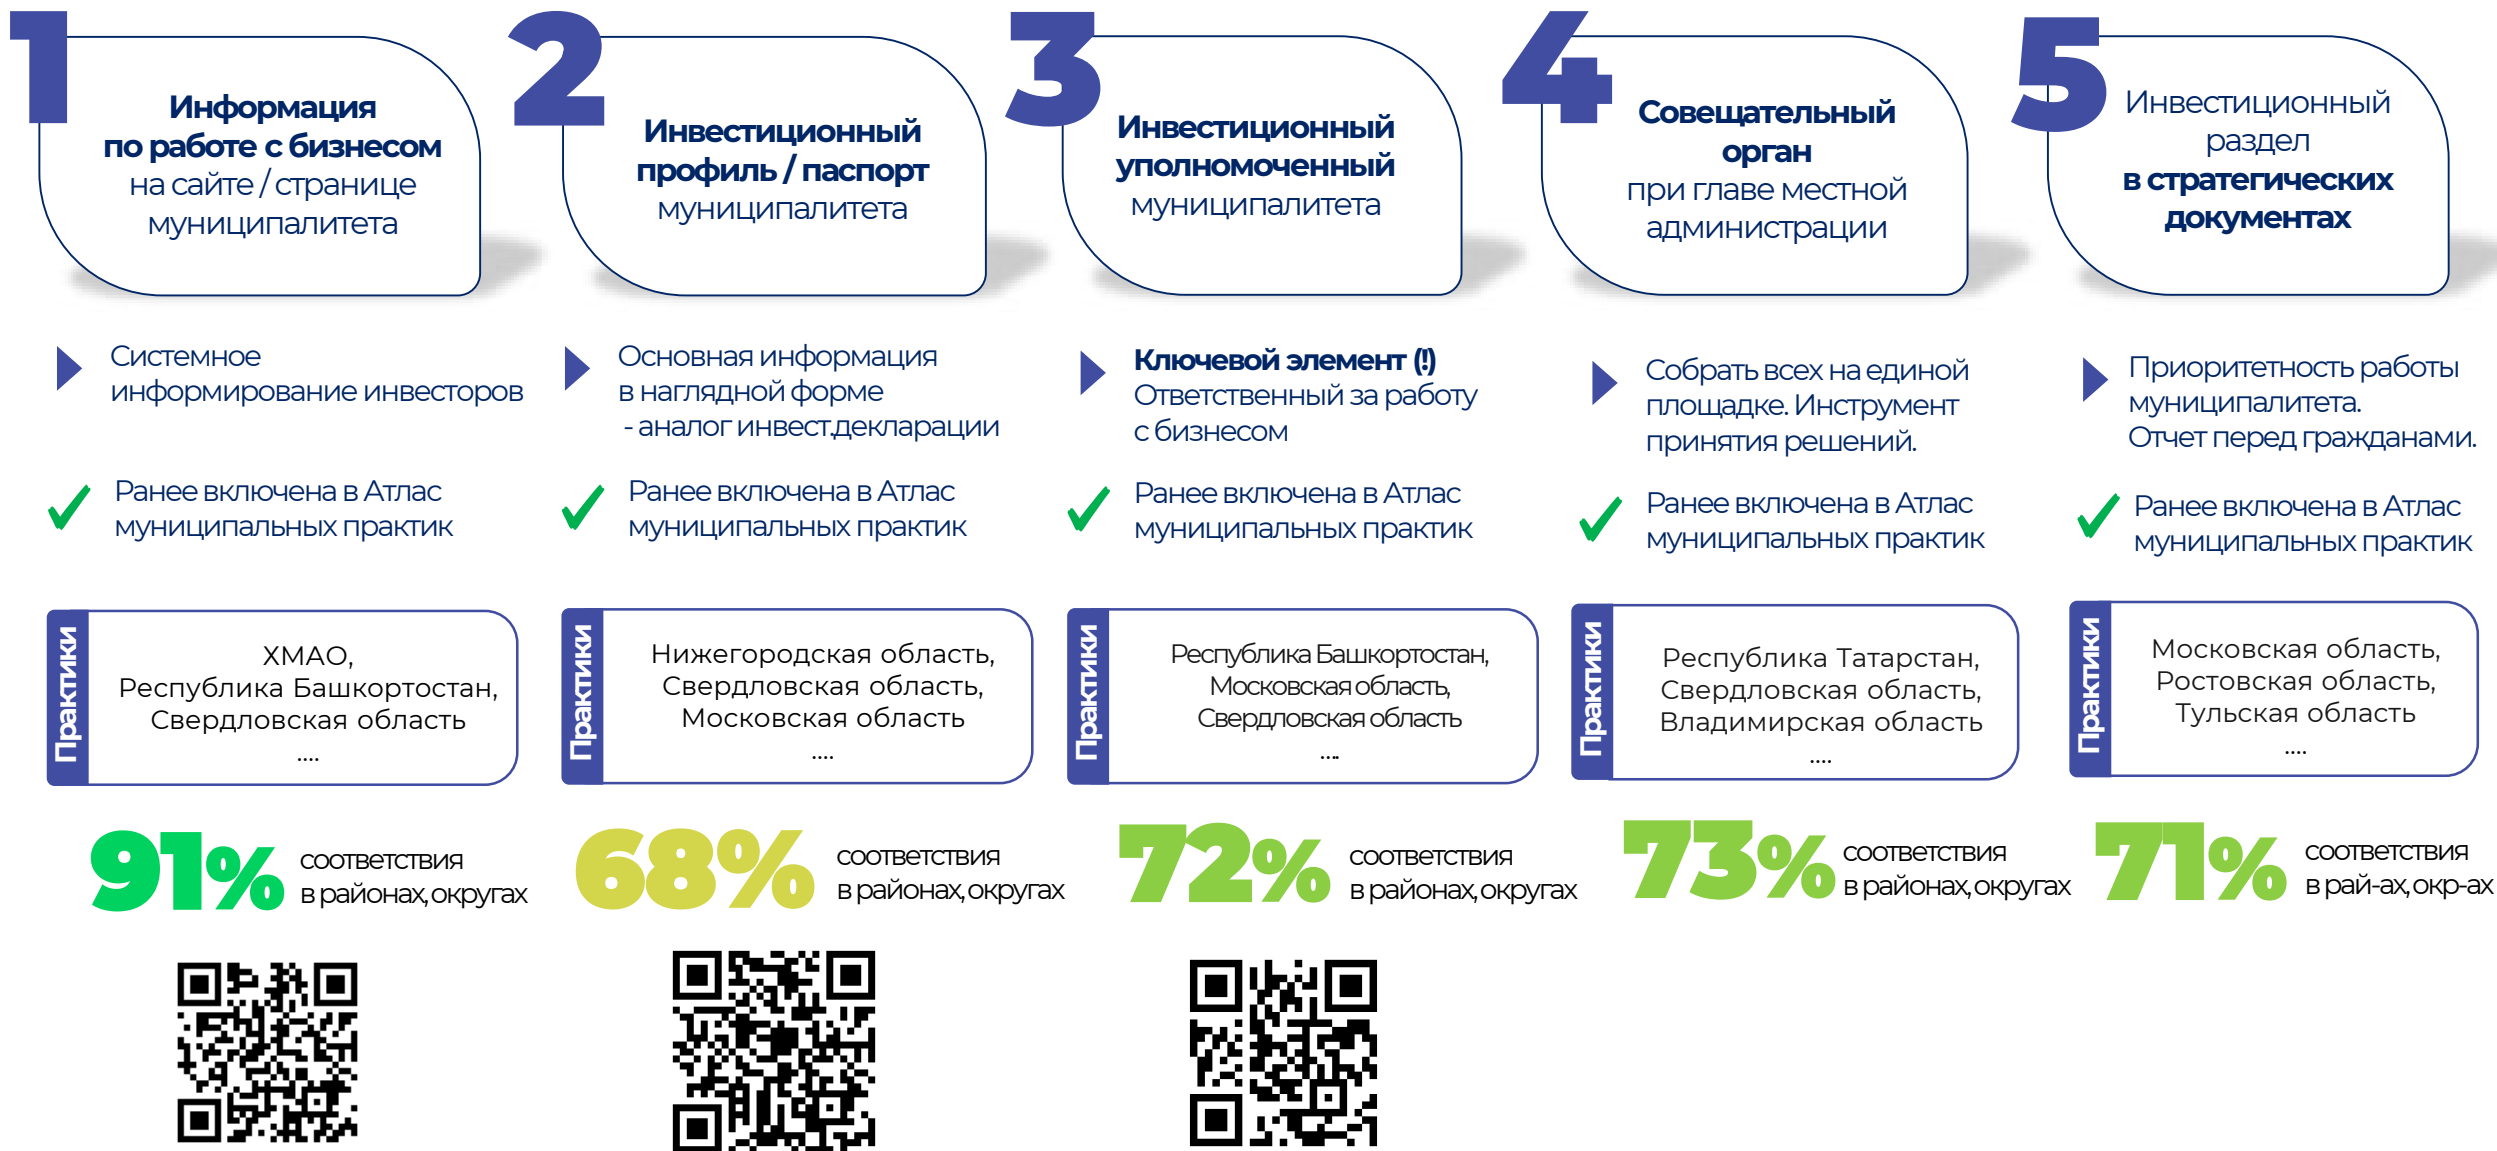 1
Информация
по работе с бизнесом
на сайте / странице
муниципалитета
Системное
информирование инвесторов
Ранее включена в Атлас
муниципальных практик
Практики
ХМАО,
Республика Башкортостан,
Свердловская область
....
91%
соответствия
в районах, округах
2
Инвестиционный
профиль / паспорт
муниципалитета
Основная информация
в наглядной форме
- аналог инвест.декларации
Ранее включена в Атлас
муниципальных практик
Практики
Нижегородская область,
Свердловская область,
Московская область
....
68%
соответствия
в районах, округах
3
Инвестиционный
уполномоченный
муниципалитета
Ключевой элемент (!)
Ответственный за работу
с бизнесом
Ранее включена в Атлас
муниципальных практик
Практики
Республика Башкортостан,
Московская область,
Свердловская область
....
72%
соответствия
в районах, округах
4
Совещательный
орган
при главе местной
администрации
Собрать всех на единой
площадке. Инструмент
принятия решений.
Ранее включена в Атлас
муниципальных практик
Практики
Республика Татарстан,
Свердловская область,
Владимирская область
....
73%
соответствия
в районах, округах
5
Инвестиционный
раздел
в стратегических
документах
Приоритетность работы
муниципалитета.
Отчет перед гражданами.
Ранее включена в Атлас
муниципальных практик
Практики
Московская область,
Ростовская область,
Тульская область
....
71%
соответствия
в рай-ах, окр-ах